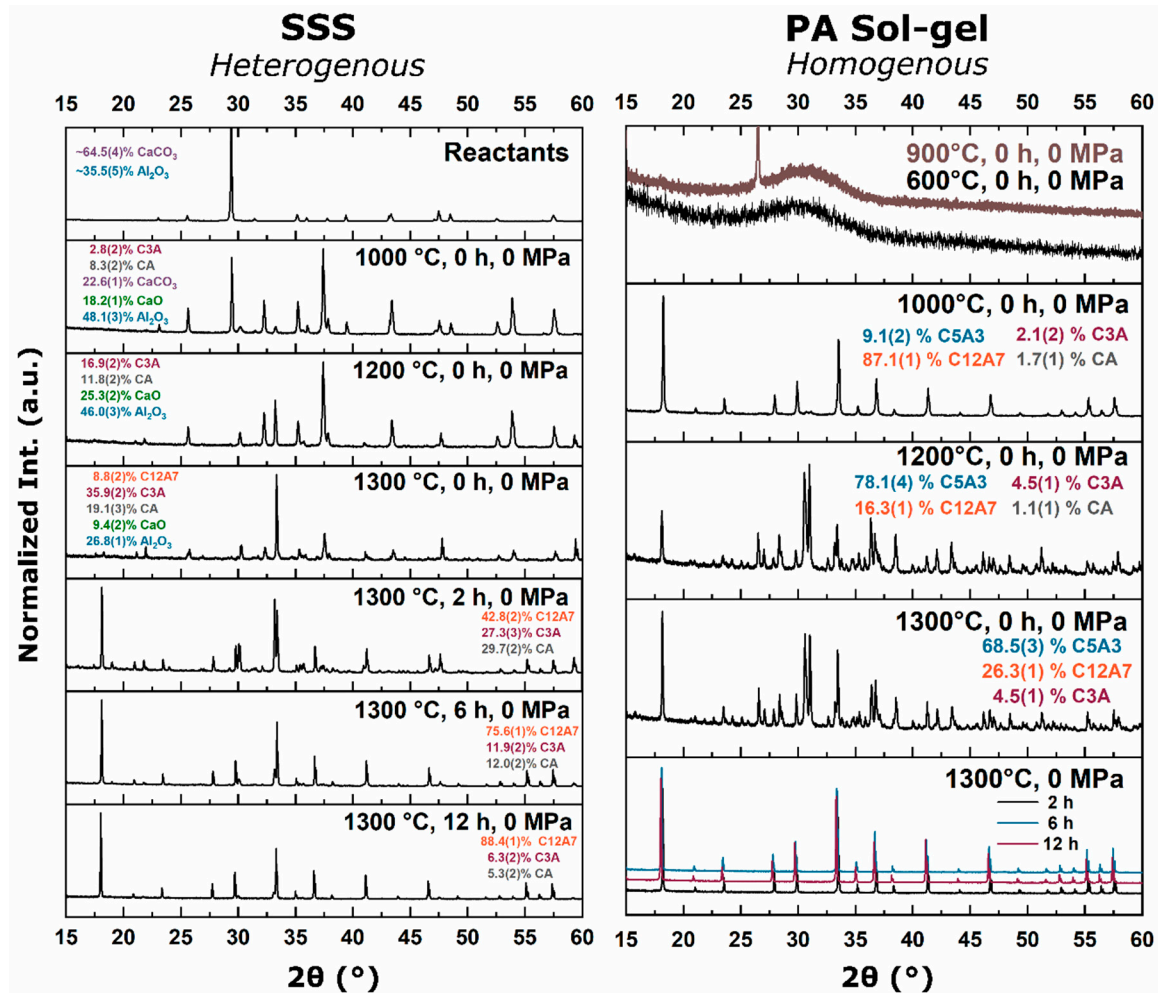 SSS
Heterogenous
15 20 25 30 35 40 45 50 55 60
Normalized Int. (a.u.)
Reactants
~64.5(4)% CaCO₃
~35.5(5)% Al₂O₃
1000 °C, 0 h, 0 MPa
2.8(2)% C3A
8.3(2)% CA
22.6(1)% CaCO₃
18.2(1)% CaO
48.1(3)% Al₂O₃
1200 °C, 0 h, 0 MPa
16.9(2)% C3A
11.8(2)% CA
25.3(2)% CaO
46.0(3)% Al₂O₃
1300 °C, 0 h, 0 MPa
8.8(2)% C12A7
35.9(2)% C3A
19.1(3)% CA
9.4(2)% CaO
26.8(1)% Al₂O₃
1300 °C, 2 h, 0 MPa
42.8(2)% C12A7
27.3(3)% C3A
29.7(2)% CA
1300 °C, 6 h, 0 MPa
75.6(1)% C12A7
11.9(2)% C3A
12.0(2)% CA
1300 °C, 12 h, 0 MPa
88.4(1)% C12A7
6.3(2)% C3A
5.3(2)% CA
15 20 25 30 35 40 45 50 55 60
2θ (°)
PA Sol-gel
Homogenous
15 20 25 30 35 40 45 50 55 60
900°C, 0 h, 0 MPa
600°C, 0 h, 0 MPa
1000°C, 0 h, 0 MPa
9.1(2) % C5A3 2.1(2) % C3A
87.1(1) % C12A7 1.7(1) % CA
1200°C, 0 h, 0 MPa
78.1(4) % C5A3 4.5(1) % C3A
16.3(1) % C12A7 1.1(1) % CA
1300°C, 0 h, 0 MPa
68.5(3) % C5A3
26.3(1) % C12A7
4.5(1) % C3A
1300°C, 0 MPa
2 h
6 h
12 h
15 20 25 30 35 40 45 50 55 60
2θ (°)